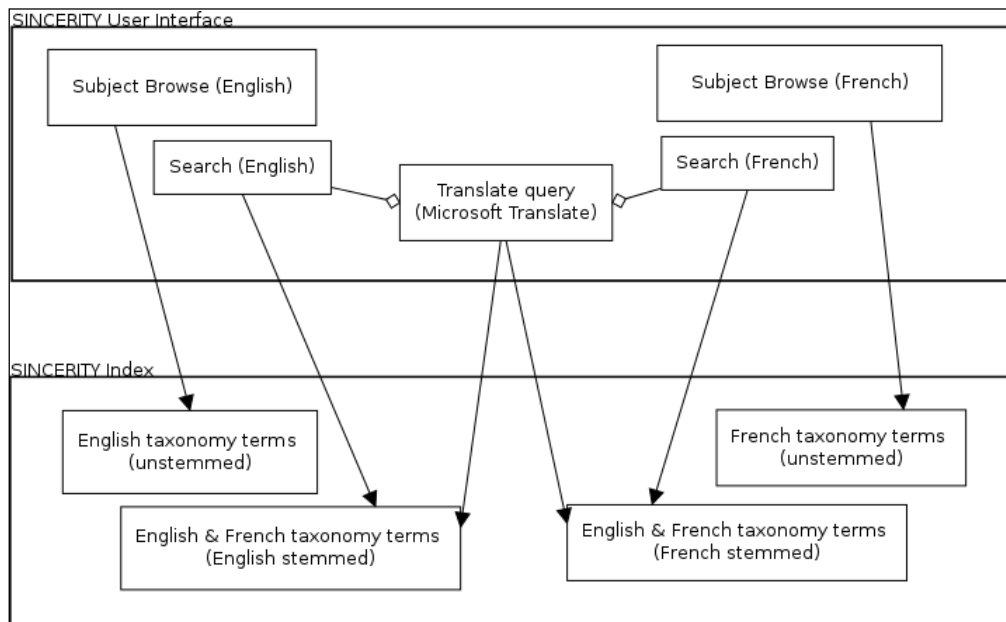 SINCERITY User Interface
Subject Browse (English)
Subject Browse (French)
Search (English)
Search (French)
Translate query
(Microsoft Translate)
SINCERITY Index
English taxonomy terms
(unstemmed)
French taxonomy terms
(unstemmed)
English & French taxonomy terms
(English stemmed)
English & French taxonomy terms
(French stemmed)